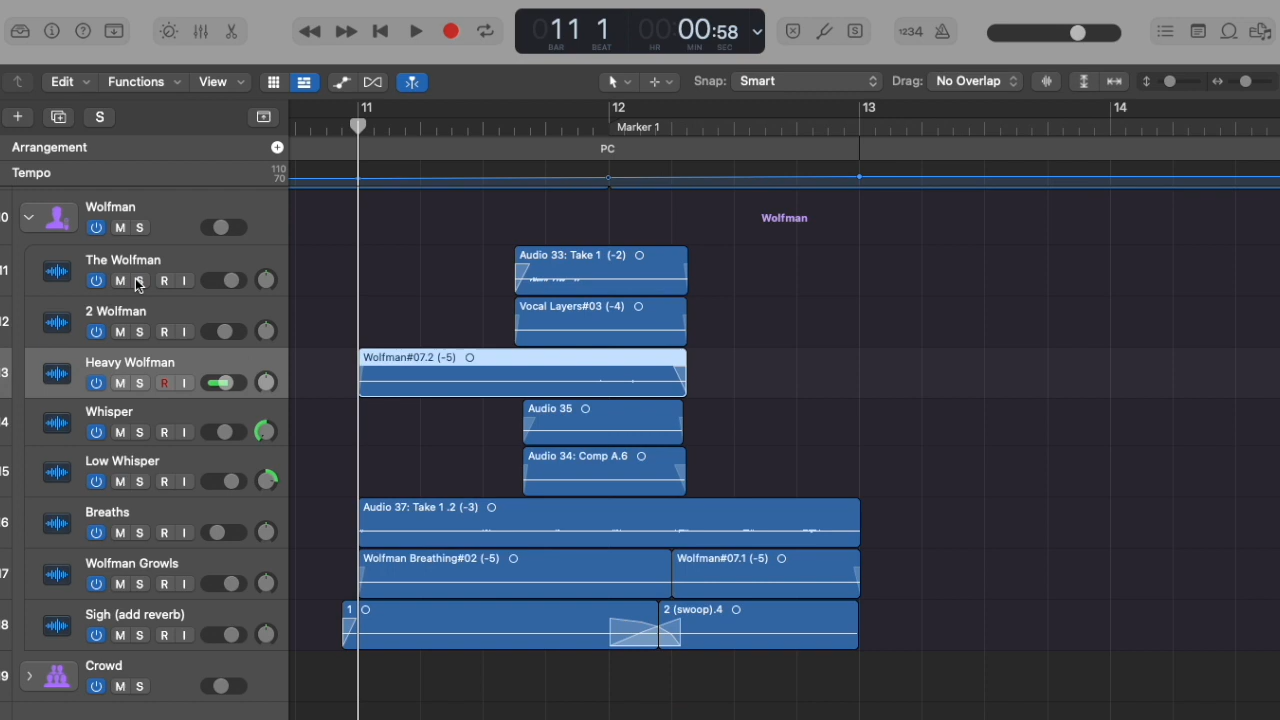 11 1 00:00:58
BAR BEAT HR MIN SEC
1234
Edit Functions View Snap: Smart Drag: No Overlap
+ S 11 12 13 14
Marker 1
Arrangement PC
Tempo 110
70
Wolfman Wolfman
M S
The Wolfman Audio 33: Take 1 (-2)
M S R I
2 Wolfman Vocal Layers#03 (-4)
M S R I
Heavy Wolfman Wolfman#07.2 (-5)
M S R I
Whisper Audio 35
M S R I
Low Whisper Audio 34: Comp A.6
M S R I
Breaths Audio 37: Take 1 .2 (-3)
M S R I
Wolfman Growls Wolfman Breathing#02 (-5) Wolfman#07.1 (-5)
M S R I
Sigh (add reverb) 1 2 (swoop).4
M S R I
Crowd
M S